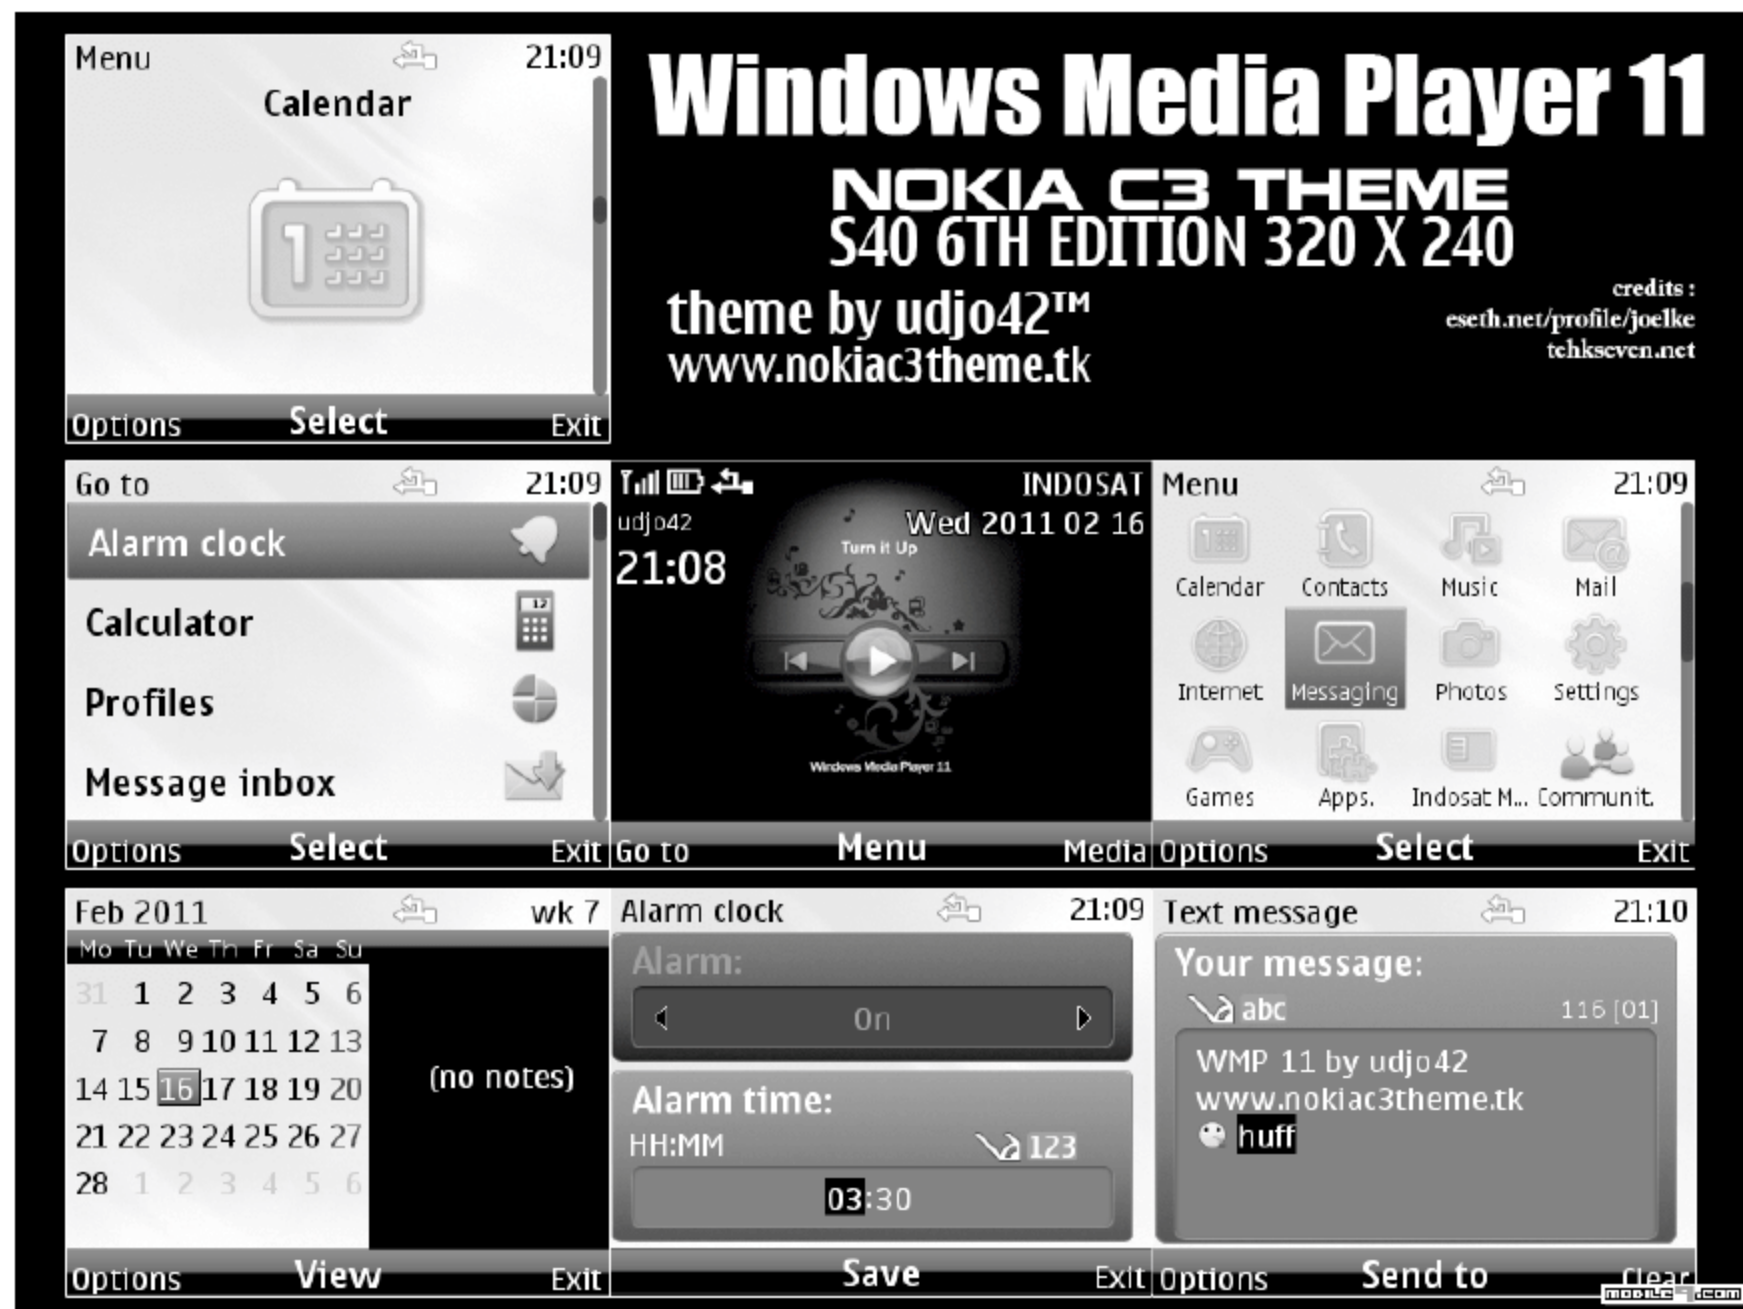 Menu 21:09
Calendar
1
Options Select Exit
Windows Media Player 11
NOKIA C3 THEME
S40 6TH EDITION 320 X 240
theme by udjo42™
www.nokiac3theme.tk
credits :
eseth.net/profile/joelke
tehkseven.net
Go to 21:09
Alarm clock
Calculator
12
Profiles
Message inbox
Options Select Exit
INDOSAT
udjo42 Wed 2011 02 16
21:08
Turn it Up
Windows Media Player 11
Go to Menu Media
Menu 21:09
Calendar Contacts Music Mail
Internet Messaging Photos Settings
Games Apps. Indosat M... Communit.
Options Select Exit
Feb 2011 wk 7
Mo Tu We Th Fr Sa Su
31 1 2 3 4 5 6
7 8 9 10 11 12 13
14 15 16 17 18 19 20
21 22 23 24 25 26 27
28 1 2 3 4 5 6
(no notes)
Options View Exit
Alarm clock 21:09
Alarm:
On
Alarm time:
HH:MM 123
03:30
Save Exit
Text message 21:10
Your message:
abc 116 [01]
WMP 11 by udjo42
www.nokiac3theme.tk
huff
Options Send to Clear
mobile9.com